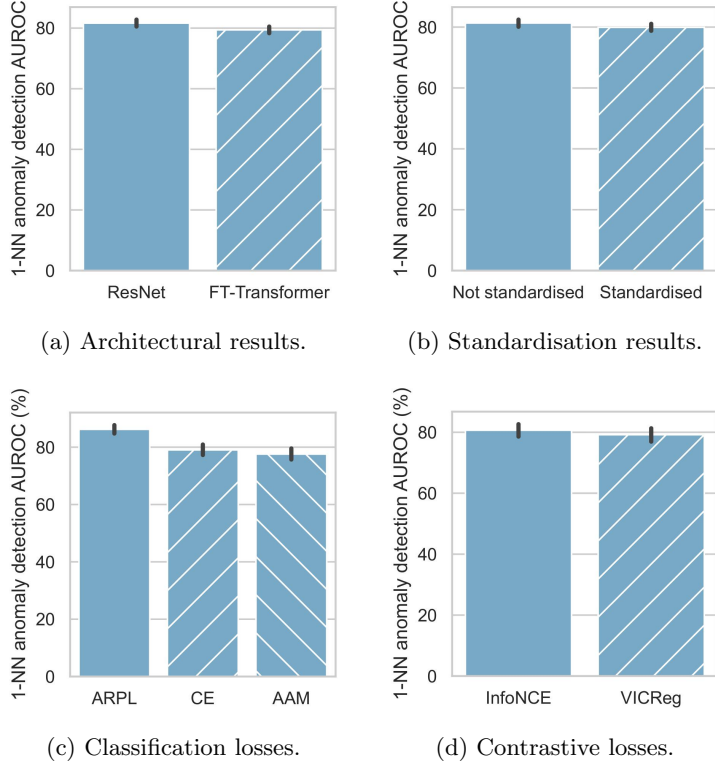 1-NN anomaly detection AUROC
80
60
40
20
0
ResNet FT-Transformer
(a) Architectural results.
1-NN anomaly detection AUROC
80
60
40
20
0
Not standardised Standardised
(b) Standardisation results.
1-NN anomaly detection AUROC (%)
80
60
40
20
0
ARPL CE AAM
(c) Classification losses.
1-NN anomaly detection AUROC (%)
80
60
40
20
0
InfoNCE VICReg
(d) Contrastive losses.